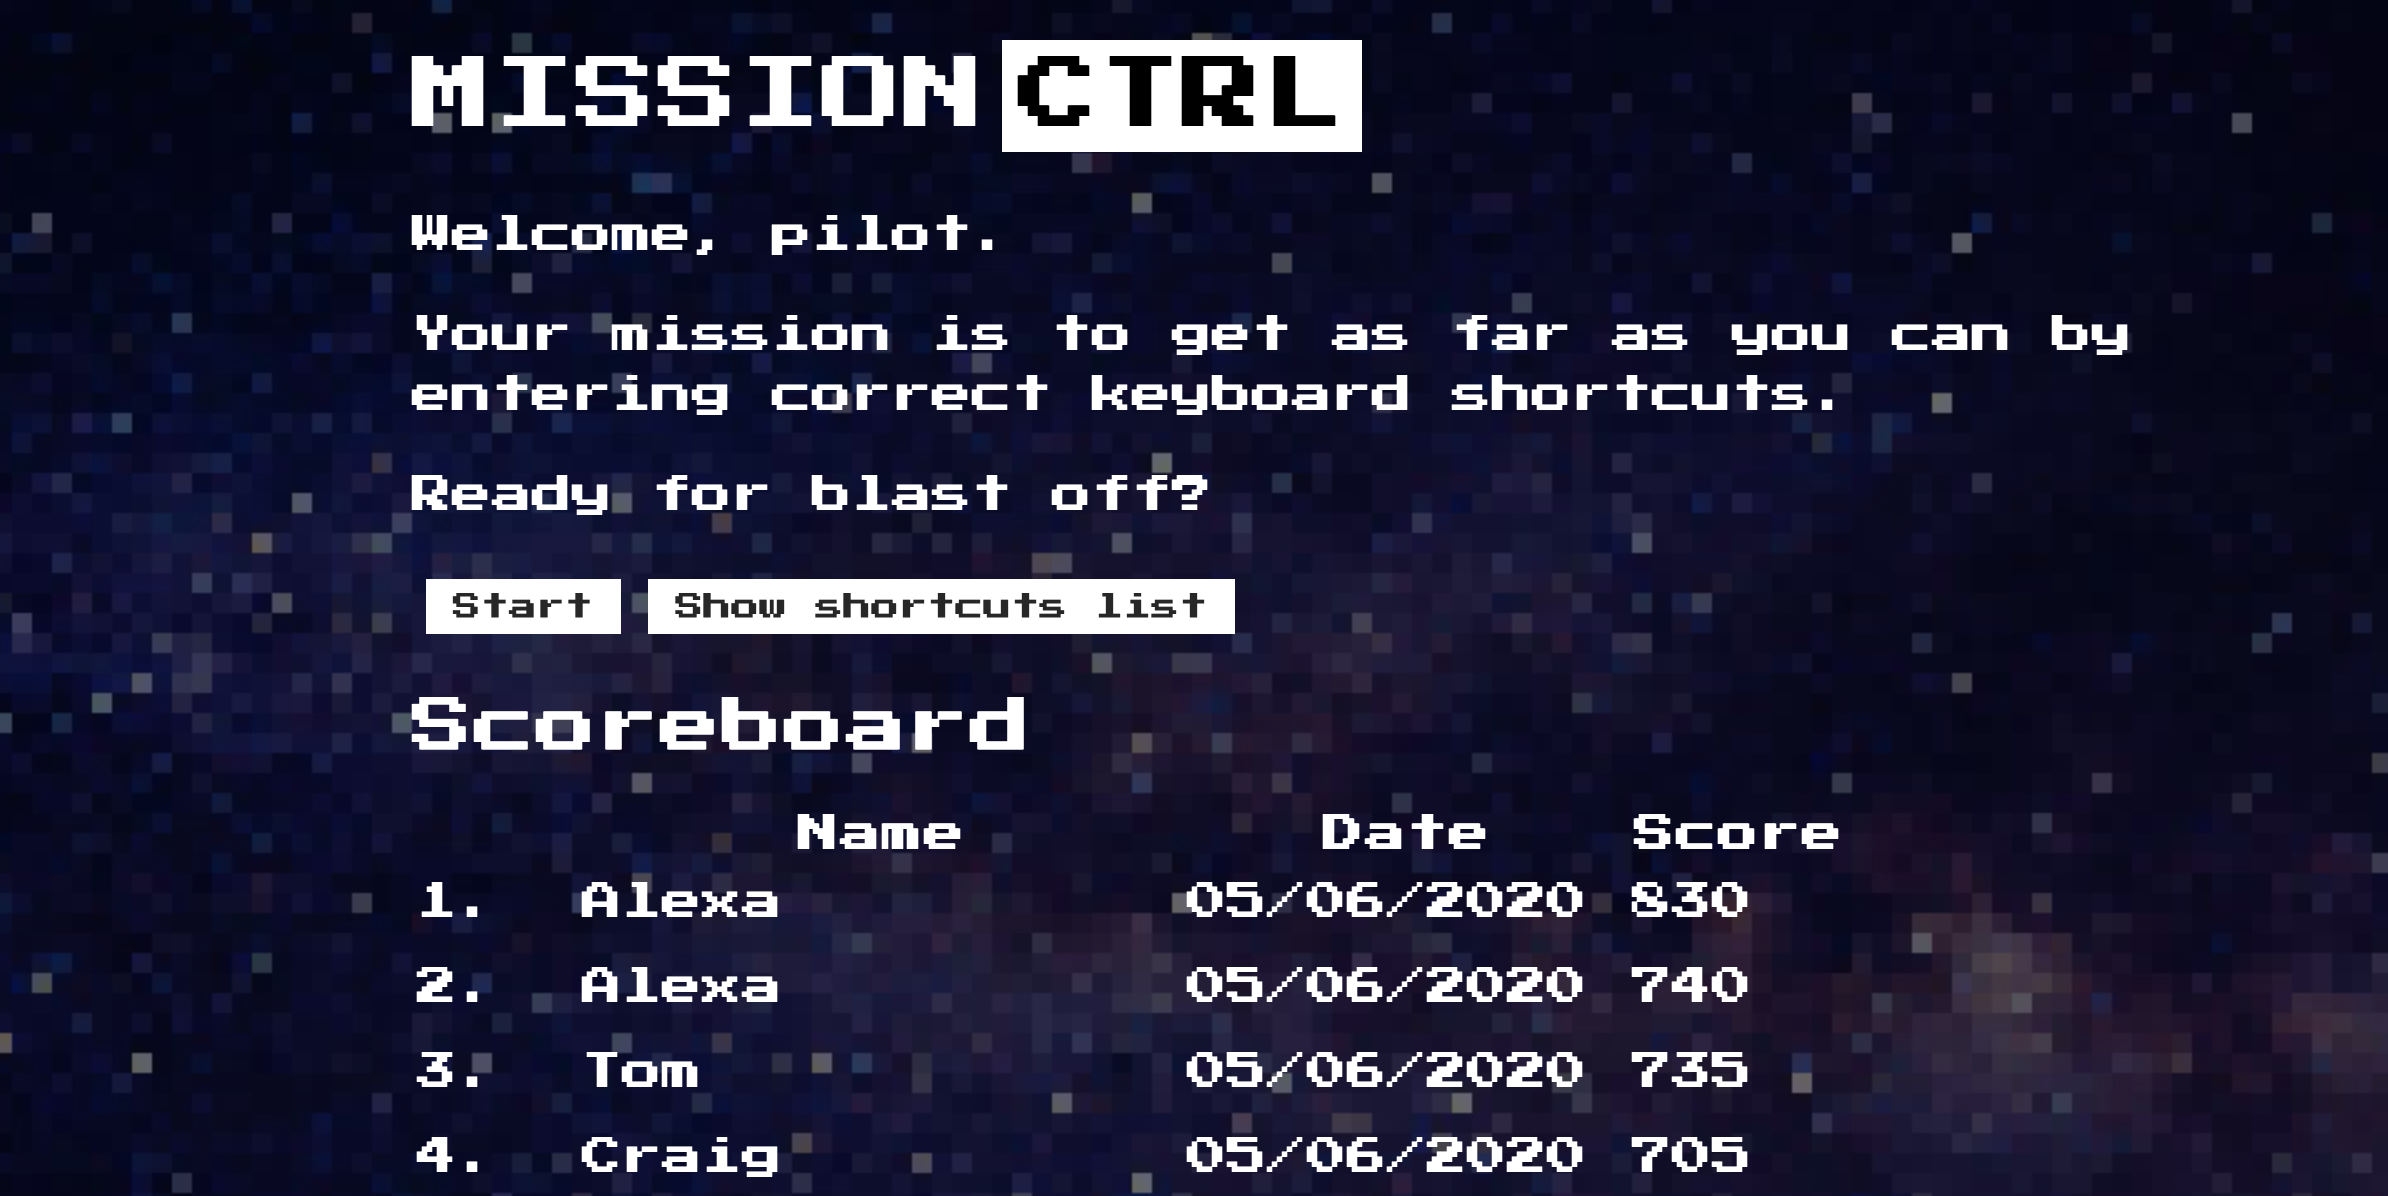 MISSION CTRL
Welcome, pilot.
Your mission is to get as far as you can by
entering correct keyboard shortcuts.
Ready for blast off?
Start Show shortcuts list
Scoreboard
Name Date Score
1. Alexa 05/06/2020 830
2. Alexa 05/06/2020 740
3. Tom 05/06/2020 735
4. Craig 05/06/2020 705